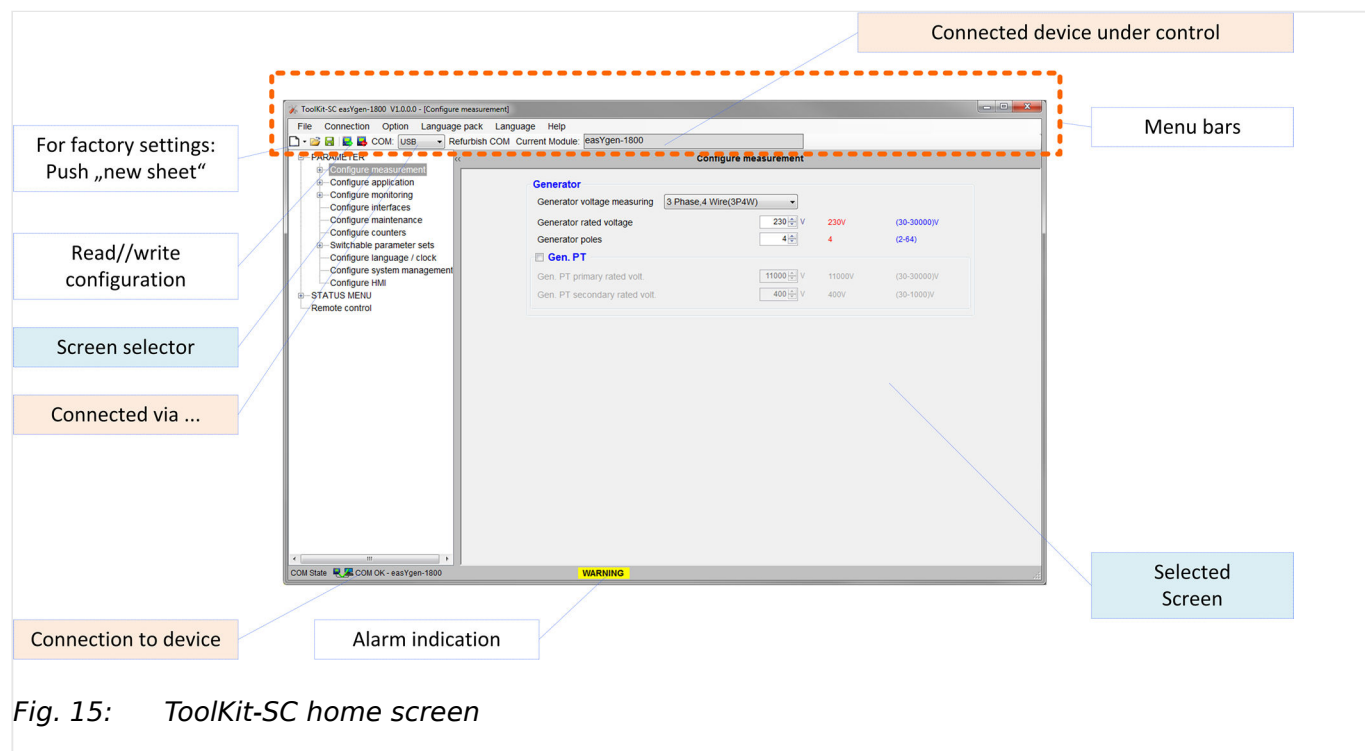 Connected device under control
ToolKit-SC easYgen-1800 V1.0.0.0 - [Configure measurement]
Menu bars
For factory settings:
Push „new sheet“
File Connection Option Language pack Language Help
COM: USB Refurbish COM Current Module: easYgen-1800
PARAMETER
Configure measurement
Configure application
Configure monitoring
Configure interfaces
Configure maintenance
Configure counters
Switchable parameter sets
Configure language / clock
Configure system management
Configure HMI
STATUS MENU
Remote control
<<
Configure measurement
Generator
Generator voltage measuring 3 Phase,4 Wire(3P4W)
Generator rated voltage 230 V 230V (30-30000)V
Generator poles 4 4 (2-64)
Gen. PT
Gen. PT primary rated volt. 11000 V 11000V (30-30000)V
Gen. PT secondary rated volt. 400 V 400V (30-1000)V
Read//write
configuration
Screen selector
Connected via ...
COM State COM OK - easYgen-1800
WARNING
Selected
Screen
Connection to device
Alarm indication
Fig. 15: ToolKit-SC home screen